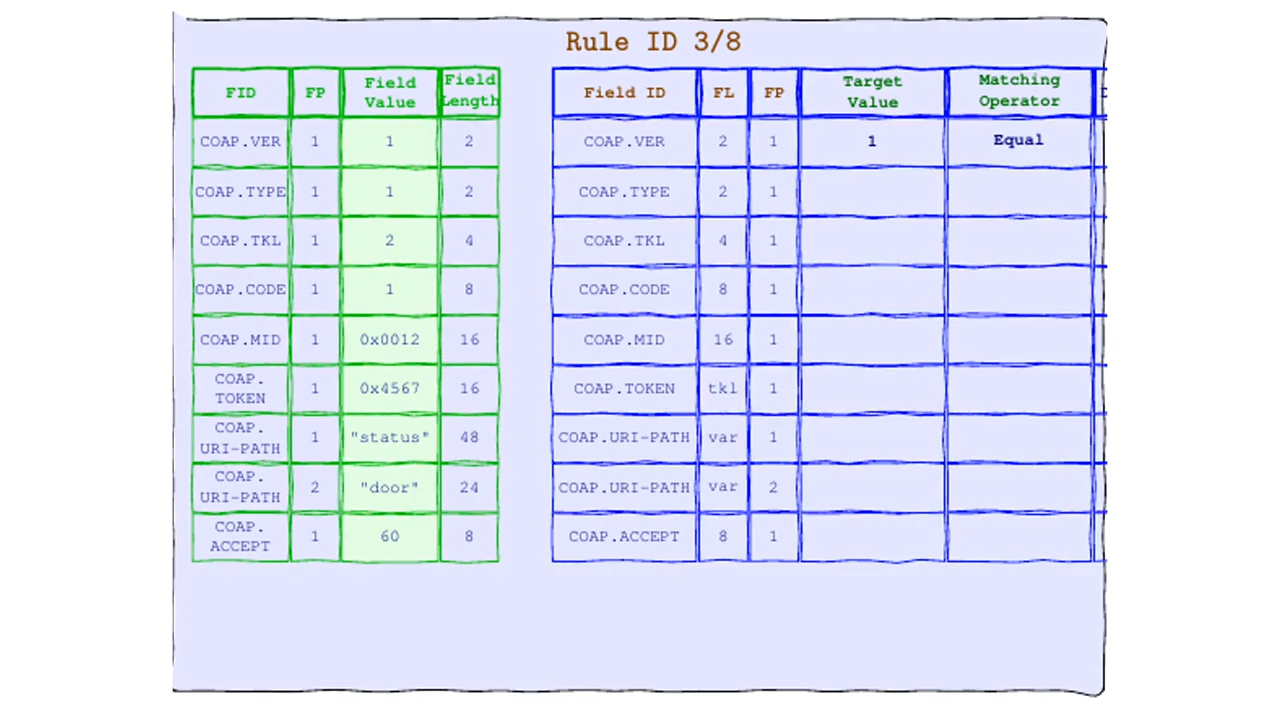 Rule ID 3/8
FID FP Field Value Field Length
COAP.VER 1 1 2
COAP.TYPE 1 1 2
COAP.TKL 1 2 4
COAP.CODE 1 1 8
COAP.MID 1 0x0012 16
COAP. TOKEN 1 0x4567 16
COAP. URI-PATH 1 "status" 48
COAP. URI-PATH 2 "door" 24
COAP. ACCEPT 1 60 8
Field ID FL FP Target Value Matching Operator
COAP.VER 2 1 1 Equal
COAP.TYPE 2 1
COAP.TKL 4 1
COAP.CODE 8 1
COAP.MID 16 1
COAP.TOKEN tkl 1
COAP.URI-PATH var 1
COAP.URI-PATH var 2
COAP.ACCEPT 8 1